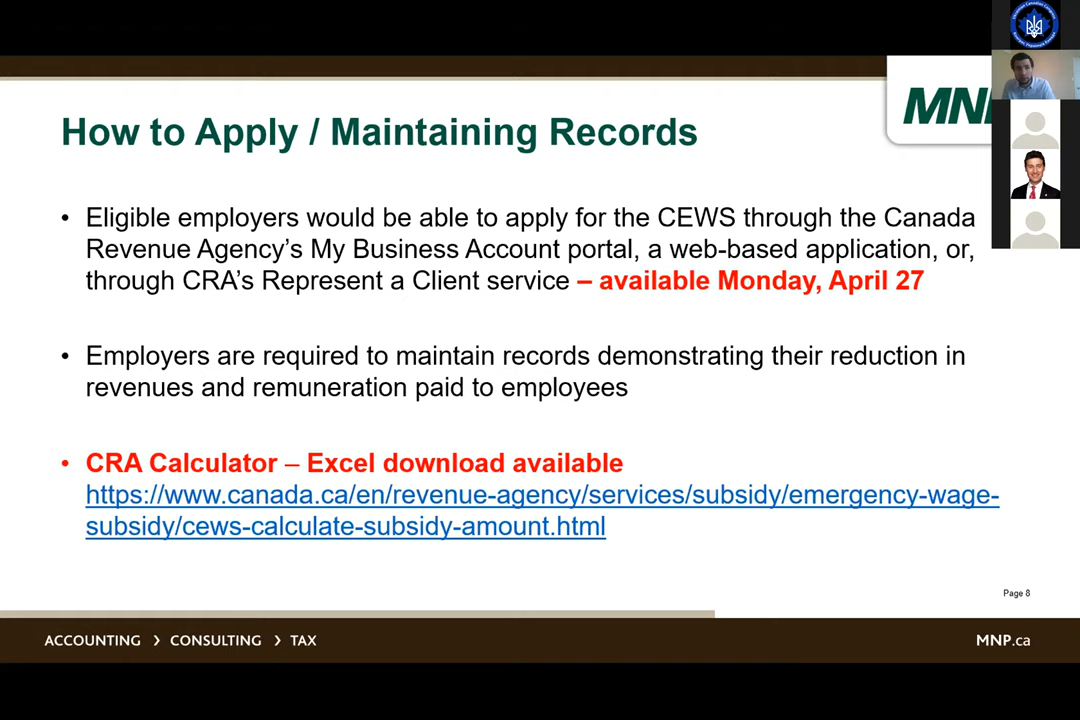 MN
How to Apply / Maintaining Records
• Eligible employers would be able to apply for the CEWS through the Canada
Revenue Agency’s My Business Account portal, a web-based application, or,
through CRA’s Represent a Client service – available Monday, April 27
• Employers are required to maintain records demonstrating their reduction in
revenues and remuneration paid to employees
• CRA Calculator – Excel download available
https://www.canada.ca/en/revenue-agency/services/subsidy/emergency-wage-
subsidy/cews-calculate-subsidy-amount.html
Page 8
ACCOUNTING › CONSULTING › TAX
MNP.ca